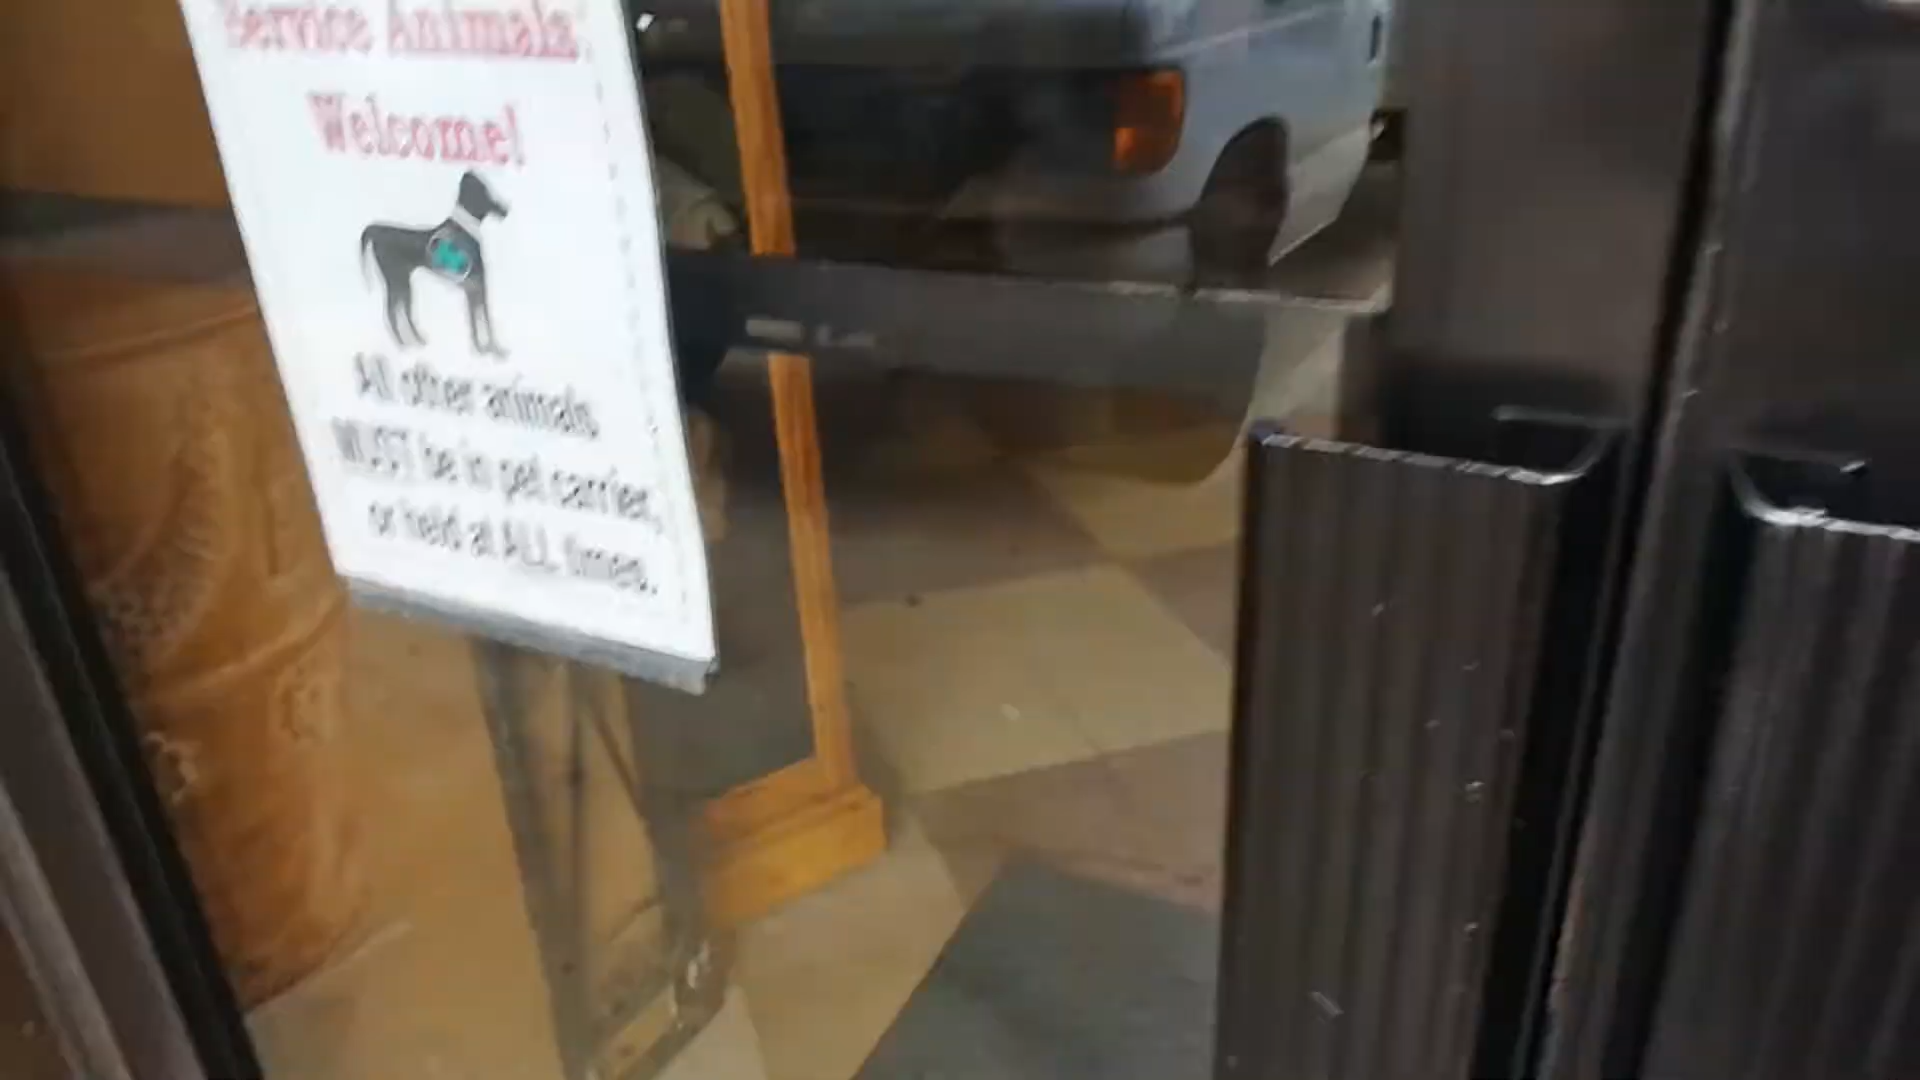 Service Animals
Welcome!
All other animals
MUST be in pet carrier,
or held at ALL times.